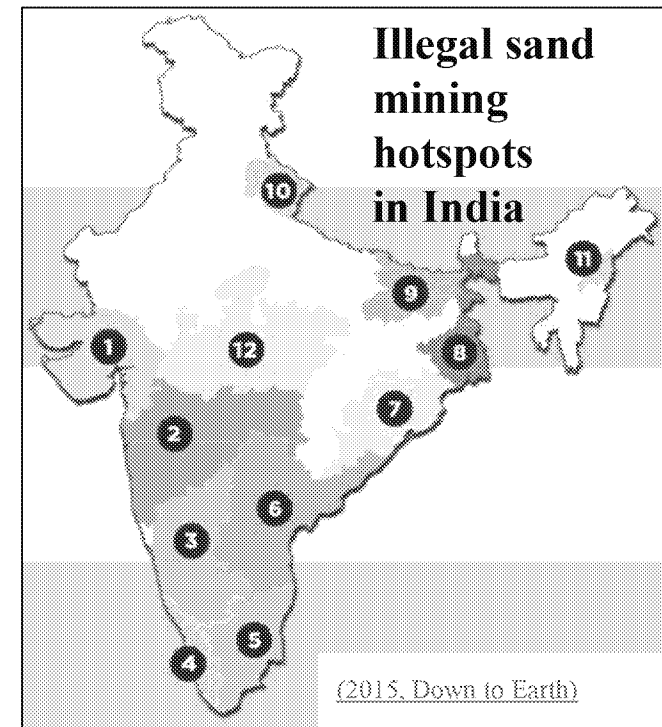 Illegal sand
mining
hotspots
in India
10
11
9
1
12
8
7
2
6
3
5
4
(2015, Down to Earth)